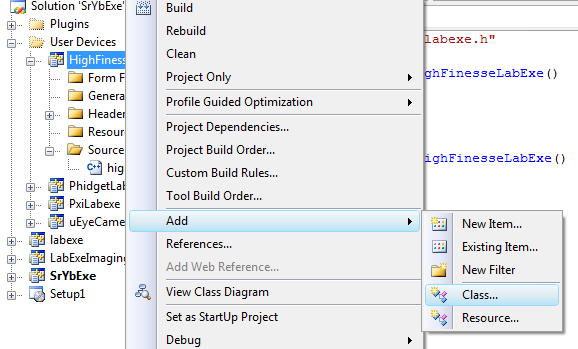 Solution 'SrYbExe'
Plugins
User Devices
HighFiness
Form F
Genera
Header
Resour
Source
hig
PhidgetLab
PxiLabexe
uEyeCame
labexe
LabExeImaging
SrYbExe
Setup1
Build
Rebuild
Clean
Project Only
Profile Guided Optimization
Project Dependencies...
Project Build Order...
Custom Build Rules...
Tool Build Order...
Add
References...
Add Web Reference...
View Class Diagram
Set as StartUp Project
Debug
labexe.h"
ghFinesseLabExe()
ighFinesseLabExe()
New Item...
Existing Item...
New Filter
Class...
Resource...